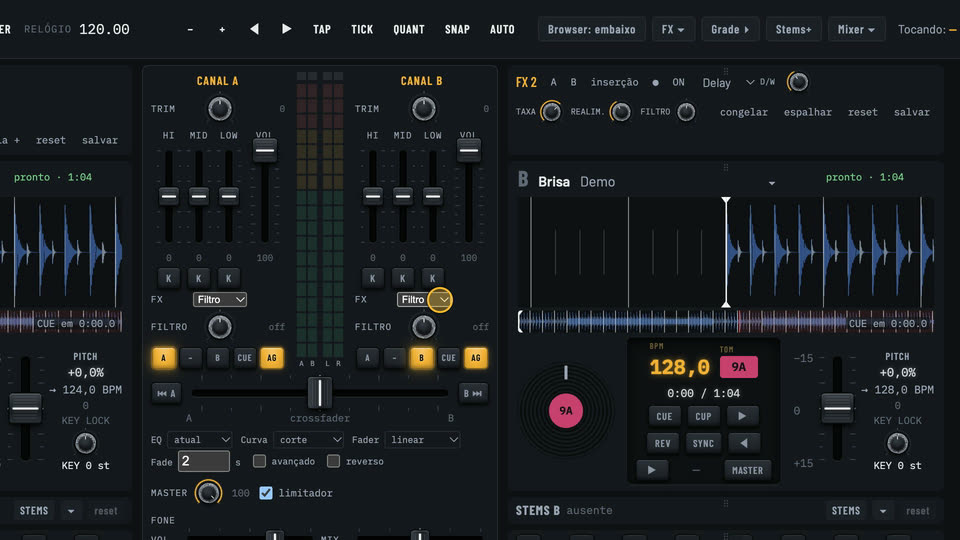 RELÓGIO 120.00 - + TAP TICK QUANT SNAP AUTO Browser: embaixo FX Grade Stems+ Mixer Tocando: —
CANAL A
CANAL B
FX 2 A B inserção ON Delay D/W
TRIM 0
TRIM 0
TAXA REALIM. FILTRO congelar espalhar reset salvar
reset salvar
HI MID LOW VOL
HI MID LOW VOL
pronto · 1:04
B Brisa Demo pronto · 1:04
0 0 0 100
0 0 0 100
K K K
K K K
FX Filtro
FX Filtro
CUE em 0:00.0
CUE em 0:00.0
FILTRO off
FILTRO off
A - B CUE AG
A - B CUE AG
A B L R
PITCH
+0,0%
→ 124,0 BPM
0
KEY LOCK
KEY 0 st
A B
A crossfader B
EQ atual Curva corte Fader linear
Fade 2 s avançado reverso
MASTER 100 limitador
FONE
VOL MIX
BPM TOM
128,0 9A
0:00 / 1:04
9A
CUE CUP
REV SYNC
— MASTER
−15
0
+15
PITCH
+0,0%
→ 128,0 BPM
0
KEY LOCK
KEY 0 st
STEMS reset
STEMS B ausente STEMS reset